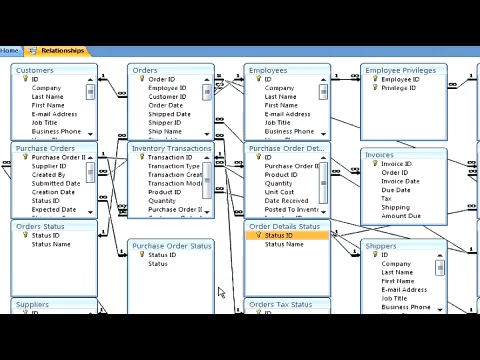 Home
Relationships
Customers
ID
Company
Last Name
First Name
E-mail Address
Job Title
Business Phone
Orders
Order ID
Employee ID
Customer ID
Order Date
Shipped Date
Shipper ID
Ship Name
Employees
ID
Company
Last Name
First Name
E-mail Address
Job Title
Business Phone
Employee Privileges
Employee ID
Privilege ID
Purchase Orders
Purchase Order I
Supplier ID
Created By
Submitted Date
Creation Date
Status ID
Expected Date
Inventory Transactions
Transaction ID
Transaction Type
Transaction Creat
Transaction Modi
Product ID
Quantity
Purchase Order I
Purchase Order Det...
ID
Purchase Order
Product ID
Quantity
Unit Cost
Date Received
Posted To Invento
Invoices
Invoice ID
Order ID
Invoice Date
Due Date
Tax
Shipping
Amount Due
Orders Status
Status ID
Status Name
Purchase Order Status
Status ID
Status
Order Details Status
Status ID
Status Name
Shippers
ID
Company
Last Name
First Name
E-mail Address
Job Title
Business Phone
Suppliers
ID
Orders Tax Status
ID